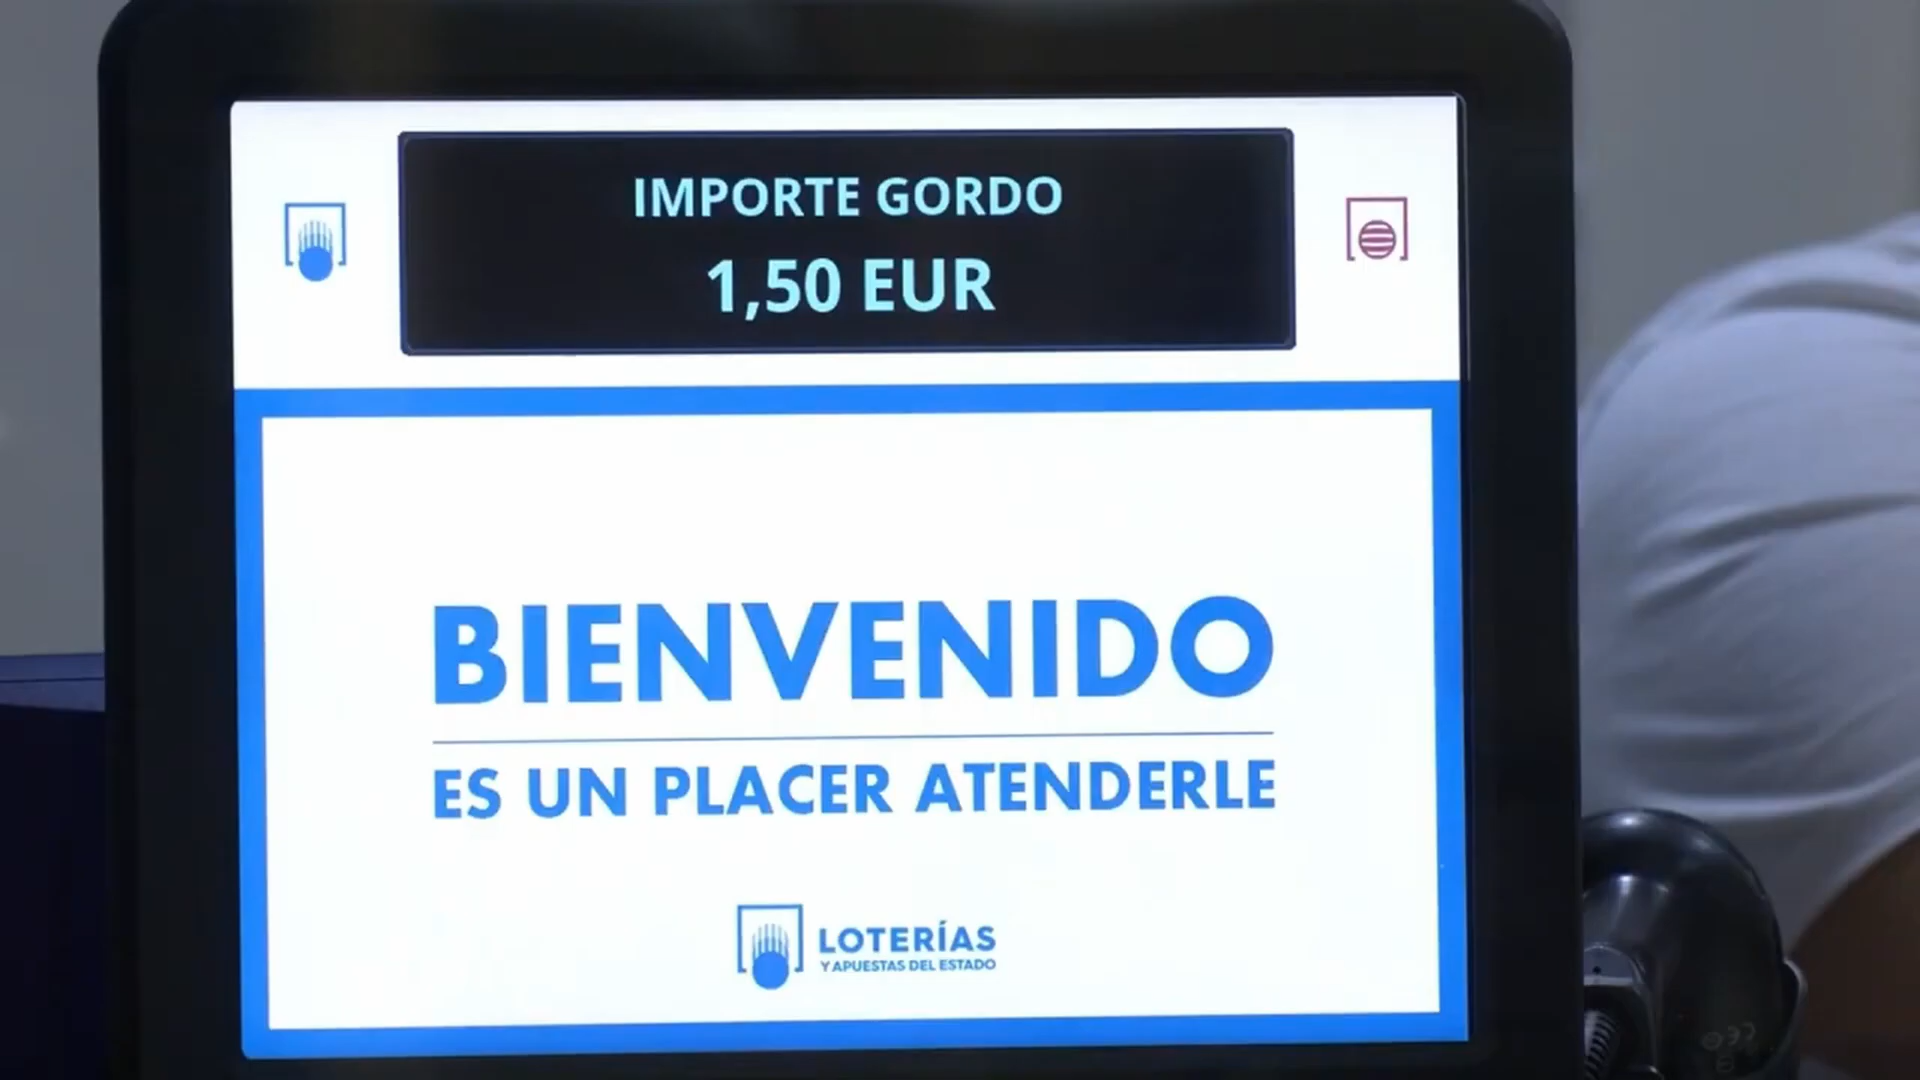 IMPORTE GORDO
1,50 EUR
BIENVENIDO
ES UN PLACER ATENDERLE
LOTERÍAS
Y APUESTAS DEL ESTADO